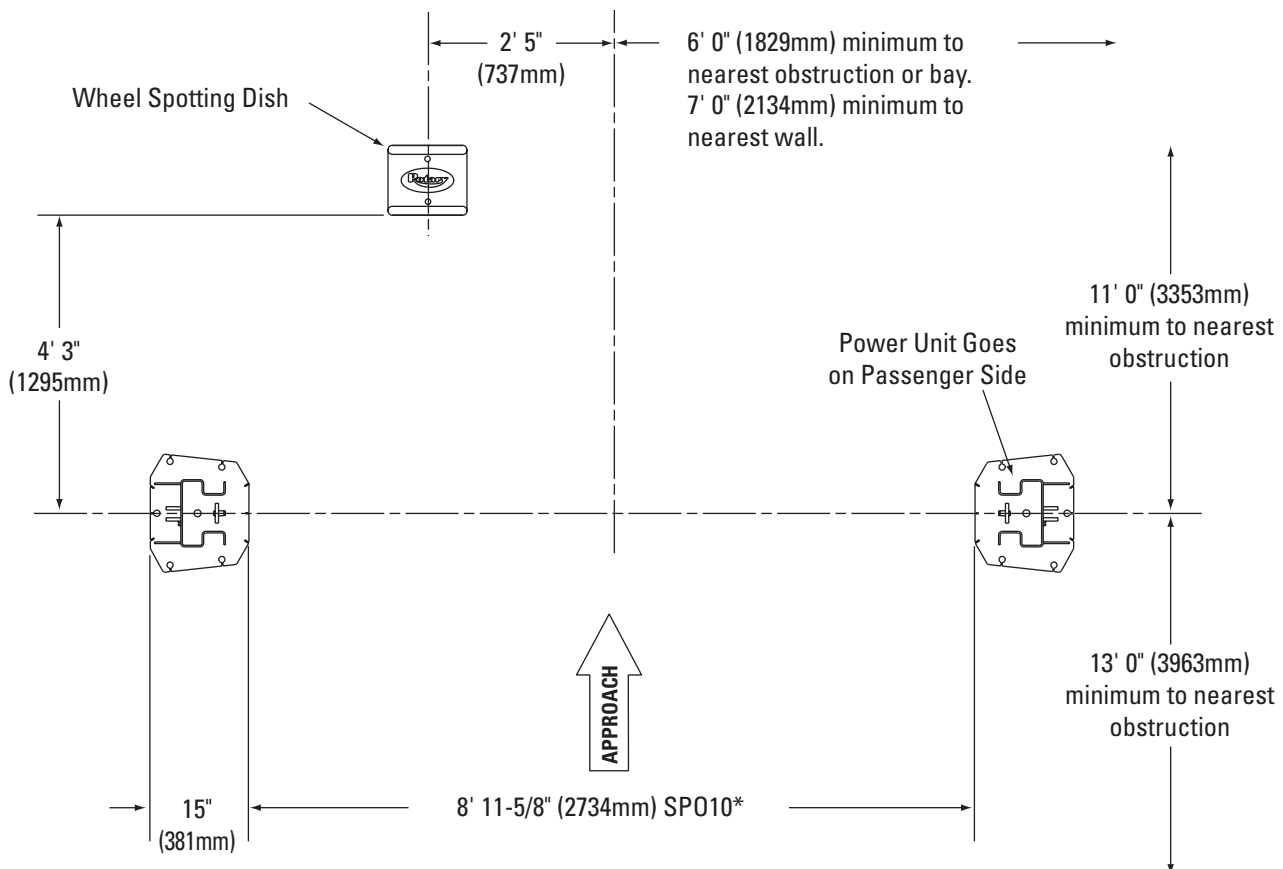 2' 5"
(737mm)
6' 0" (1829mm) minimum to
nearest obstruction or bay.
7' 0" (2134mm) minimum to
nearest wall.
Wheel Spotting Dish
Rotary
4' 3"
(1295mm)
11' 0" (3353mm)
minimum to nearest
obstruction
Power Unit Goes
on Passenger Side
APPROACH
13' 0" (3963mm)
minimum to nearest
obstruction
15"
(381mm)
8' 11-5/8" (2734mm) SPO10*